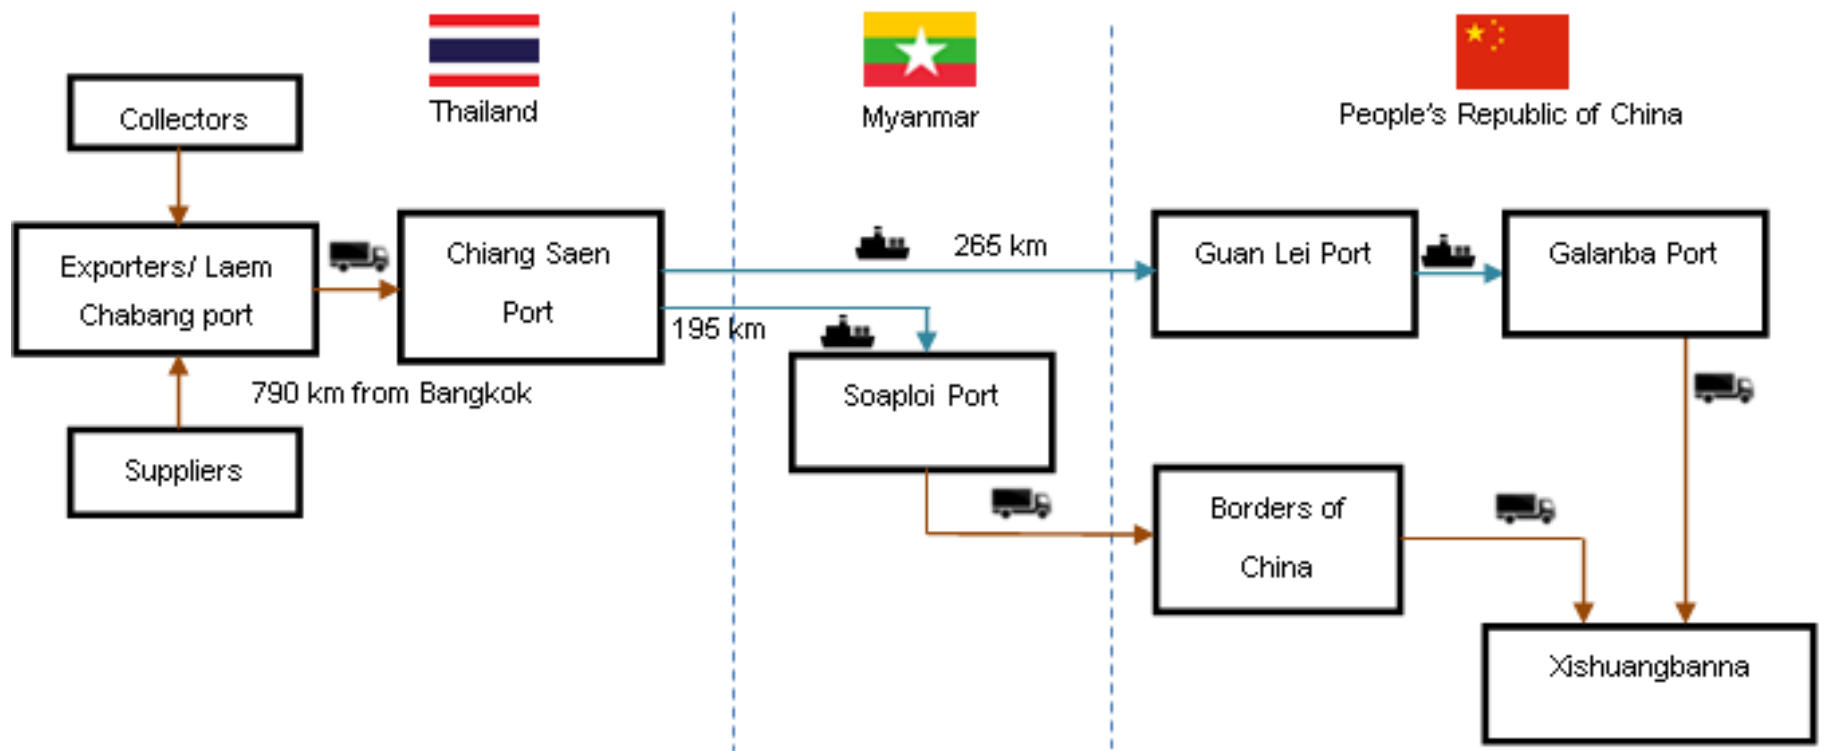 Thailand
Myanmar
People's Republic of China
Collectors
Exporters/ Laem
Chabang port
Chiang Saen
Port
265 km
Guan Lei Port
Galanba Port
195 km
790 km from Bangkok
Soaploi Port
Suppliers
Borders of
China
Xishuangbanna